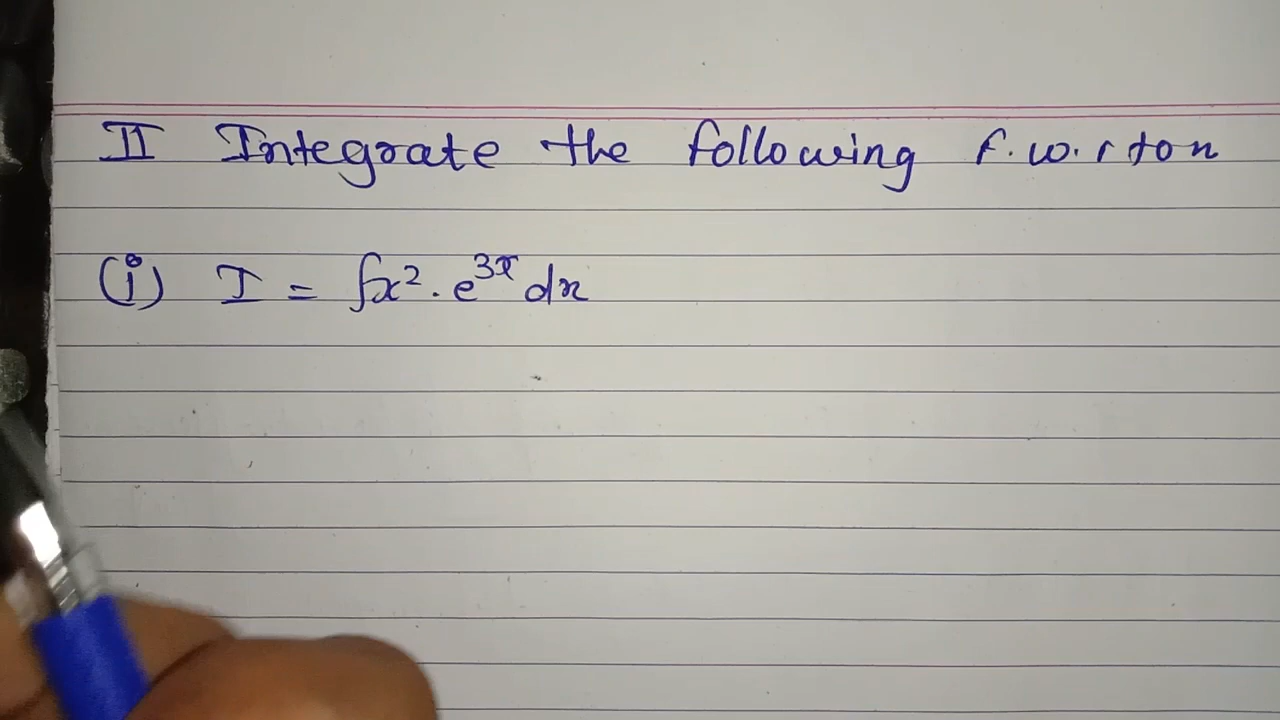 II Integrate the following f.w.r to x
(i) I = ∫x². e³ˣ dx